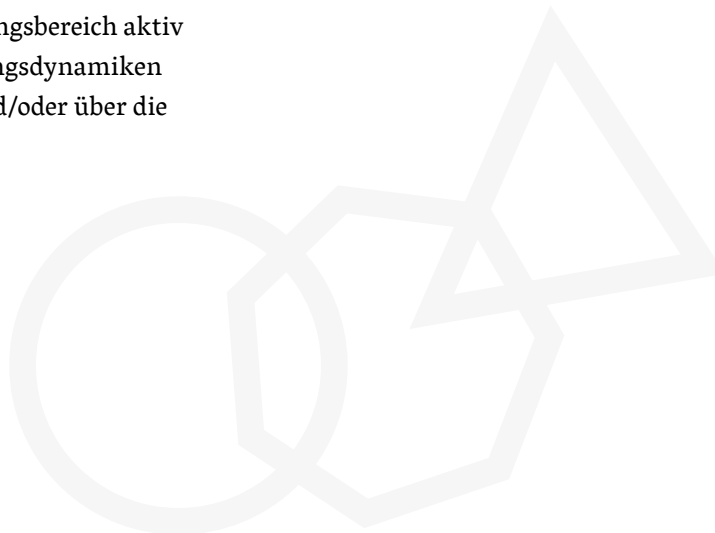 ngsbereich aktiv
ngsdynamiken
d/oder über die